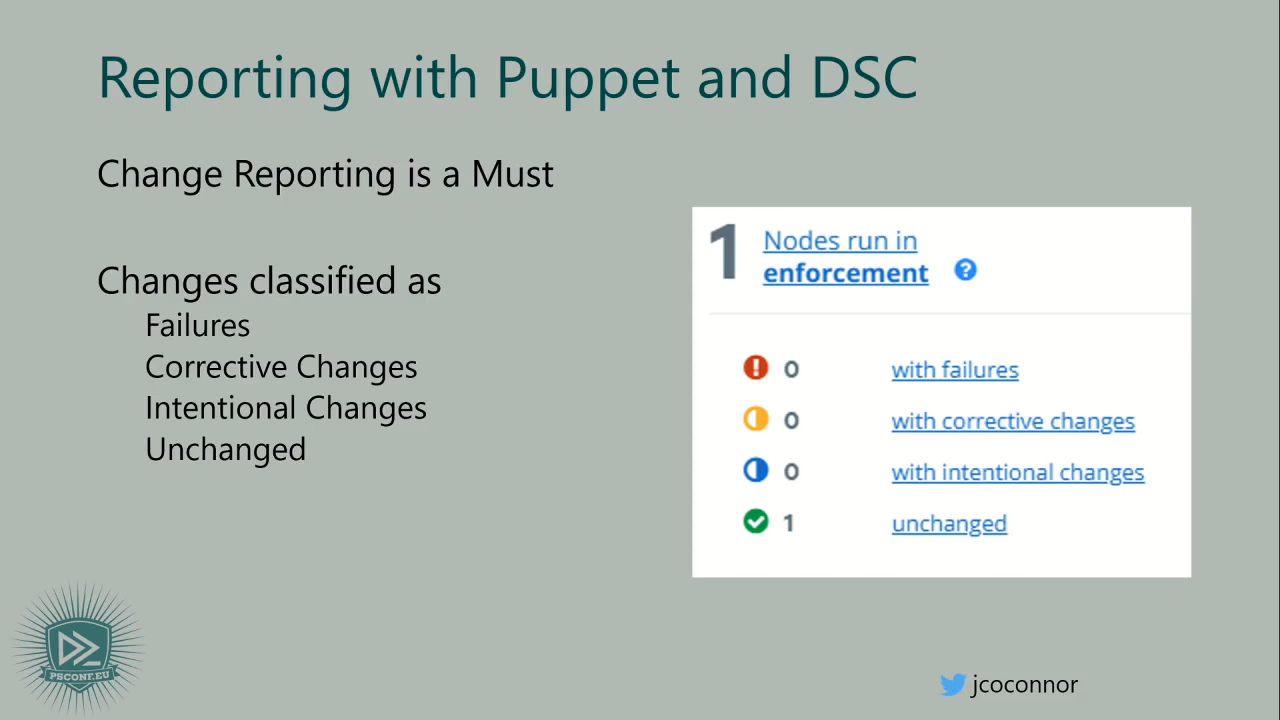 Reporting with Puppet and DSC
Change Reporting is a Must
Changes classified as
Failures
Corrective Changes
Intentional Changes
Unchanged
1 Nodes run in
enforcement ?
0 with failures
0 with corrective changes
0 with intentional changes
1 unchanged
PSCONF.EU
jcoconnor